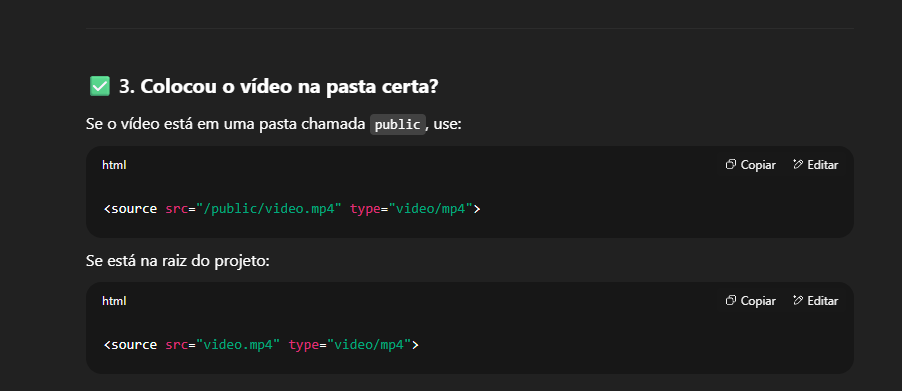 ✅ 3. Colocou o vídeo na pasta certa?
Se o vídeo está em uma pasta chamada public, use:
html Copiar Editar
<source src="/public/video.mp4" type="video/mp4">
Se está na raiz do projeto:
html Copiar Editar
<source src="video.mp4" type="video/mp4">